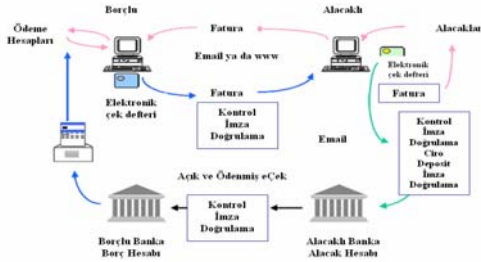 Borçlu
Alacaklı
Ödeme
Hesapları
Fatura
Alacaklar
Email ya da www
Elektronik
çek defteri
Fatura
Elektronik
çek defteri
Fatura
Kontrol
İmza
Doğrulama
Email
Kontrol
İmza
Doğrulama
Ciro
Deposit
İmza
Doğrulama
Açık ve Ödenmiş eÇek
Kontrol
İmza
Doğrulama
Borçlu Banka
Borç Hesabı
Alacaklı Banka
Alacak Hesabı